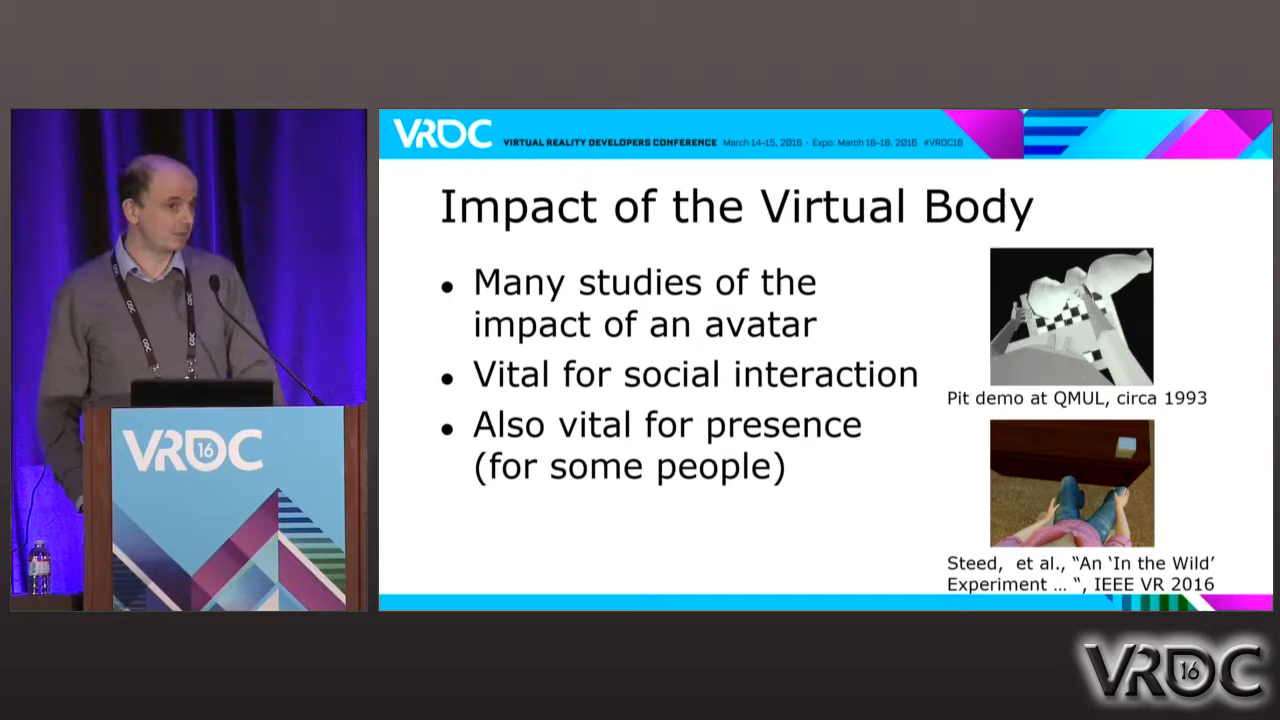 VRDC VIRTUAL REALITY DEVELOPERS CONFERENCE March 14-15, 2016 · Expo: March 16-18, 2016 #VRDC16
Impact of the Virtual Body
• Many studies of the
impact of an avatar
• Vital for social interaction
• Also vital for presence
(for some people)
Pit demo at QMUL, circa 1993
Steed, et al., “An ‘In the Wild’
Experiment … “, IEEE VR 2016
GDC
GDC
GDC
VRDC 16
VRDC 16